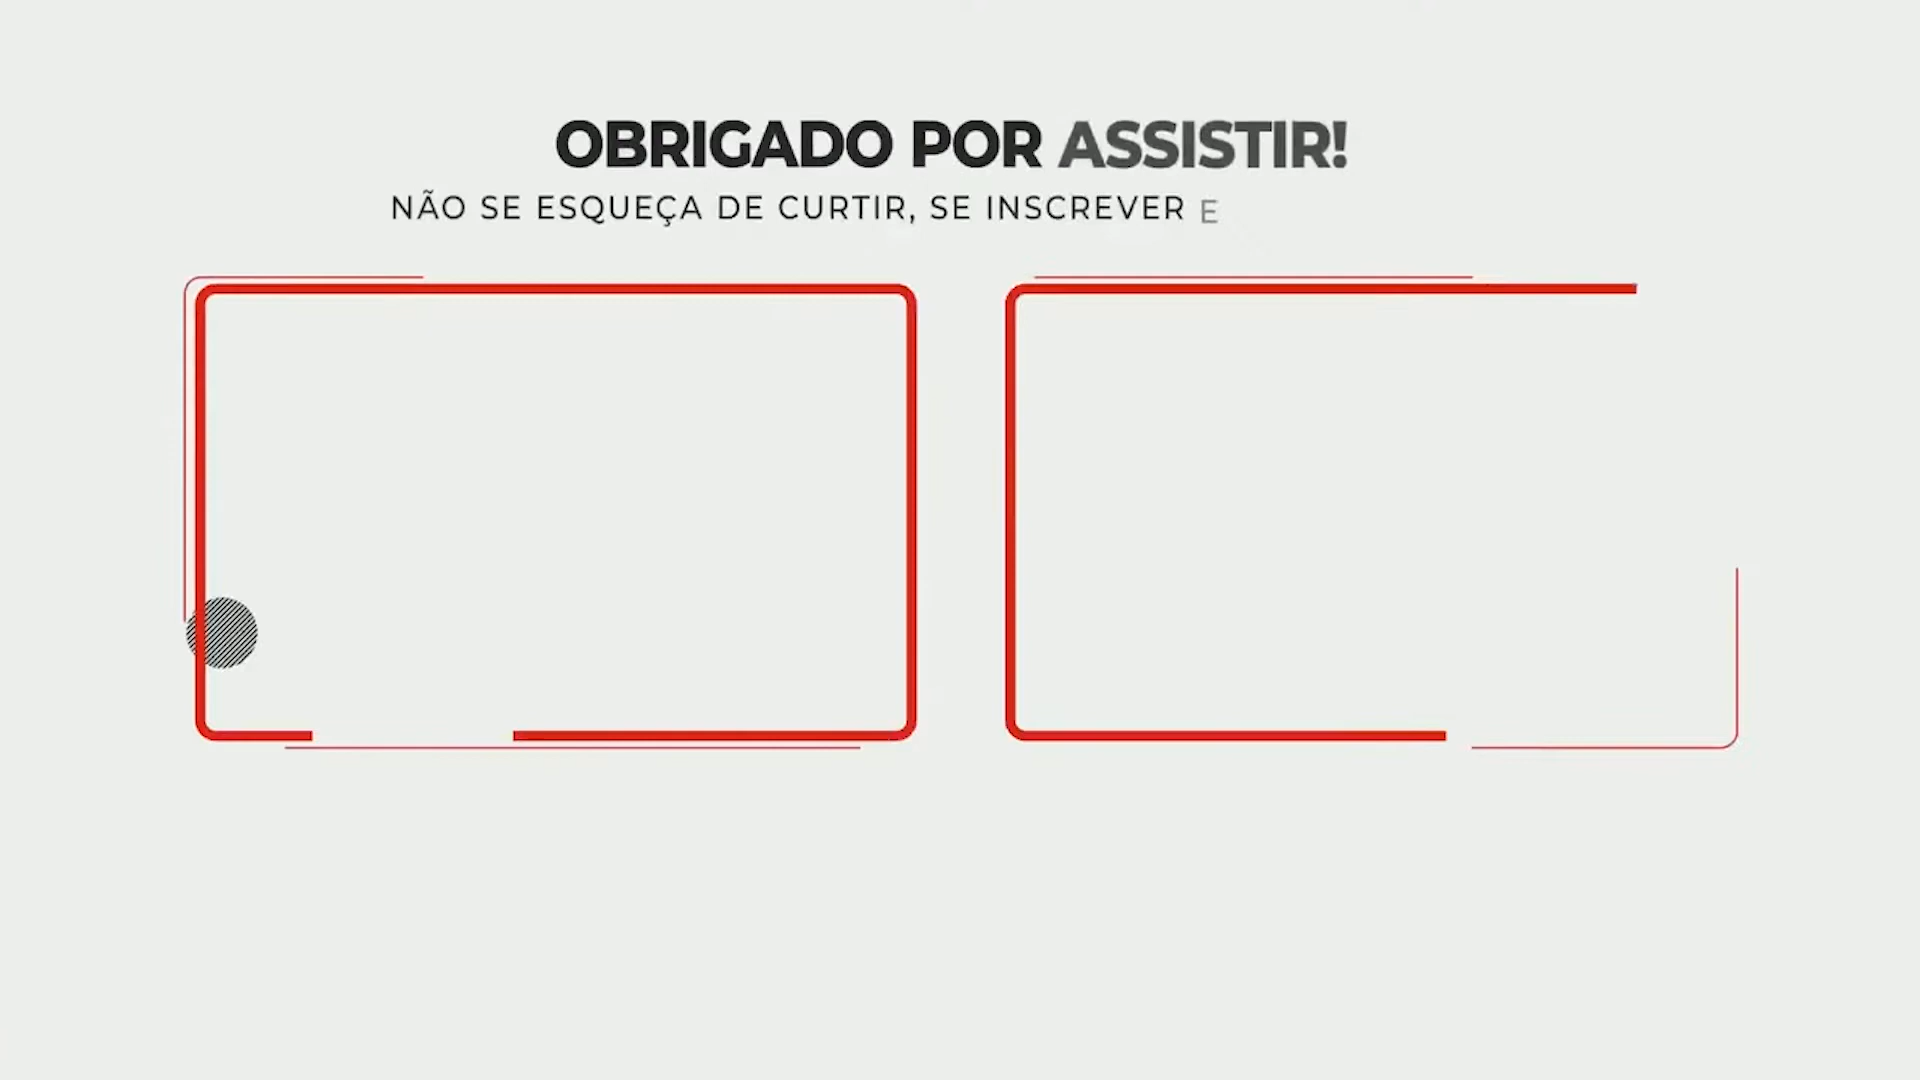 OBRIGADO POR ASSISTIR!
NÃO SE ESQUEÇA DE CURTIR, SE INSCREVER E